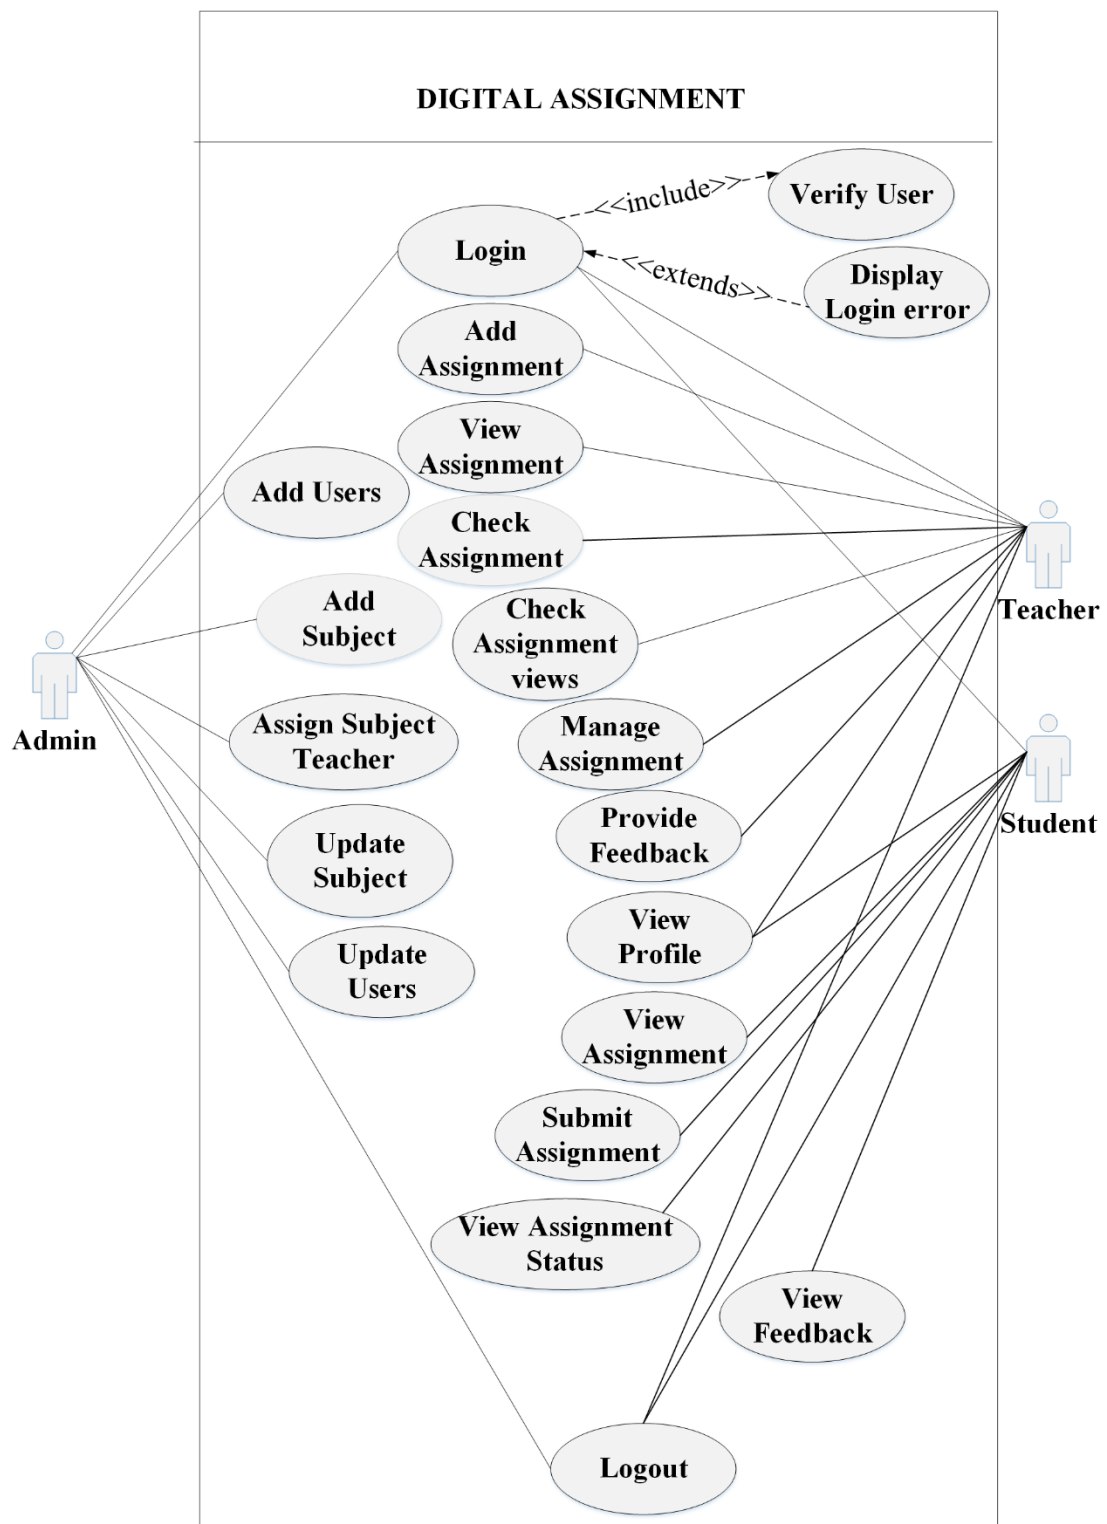 DIGITAL ASSIGNMENT
<<include>>
Verify User
Login
<<extends>>
Display
Login error
Add
Assignment
View
Assignment
Add Users
Check
Assignment
Add
Subject
Check
Assignment
views
Teacher
Admin
Assign Subject
Teacher
Manage
Assignment
Provide
Feedback
Student
Update
Subject
View
Profile
Update
Users
View
Assignment
Submit
Assignment
View Assignment
Status
View
Feedback
Logout